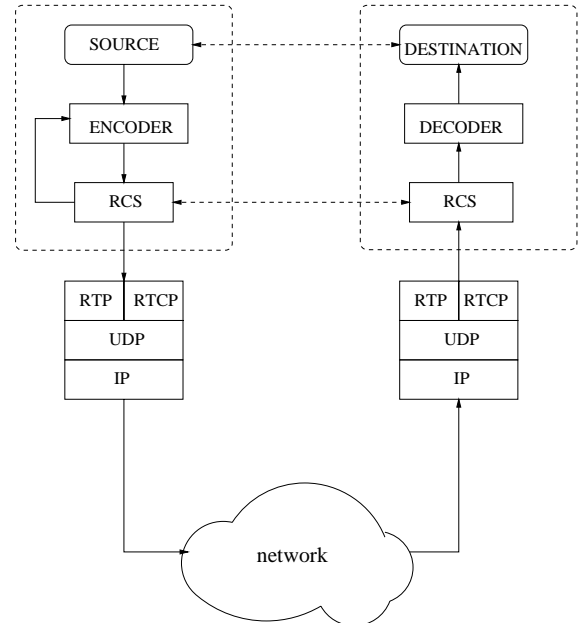 SOURCE
DESTINATION
ENCODER
DECODER
RCS
RCS
RTP RTCP
RTP RTCP
UDP
UDP
IP
IP
network